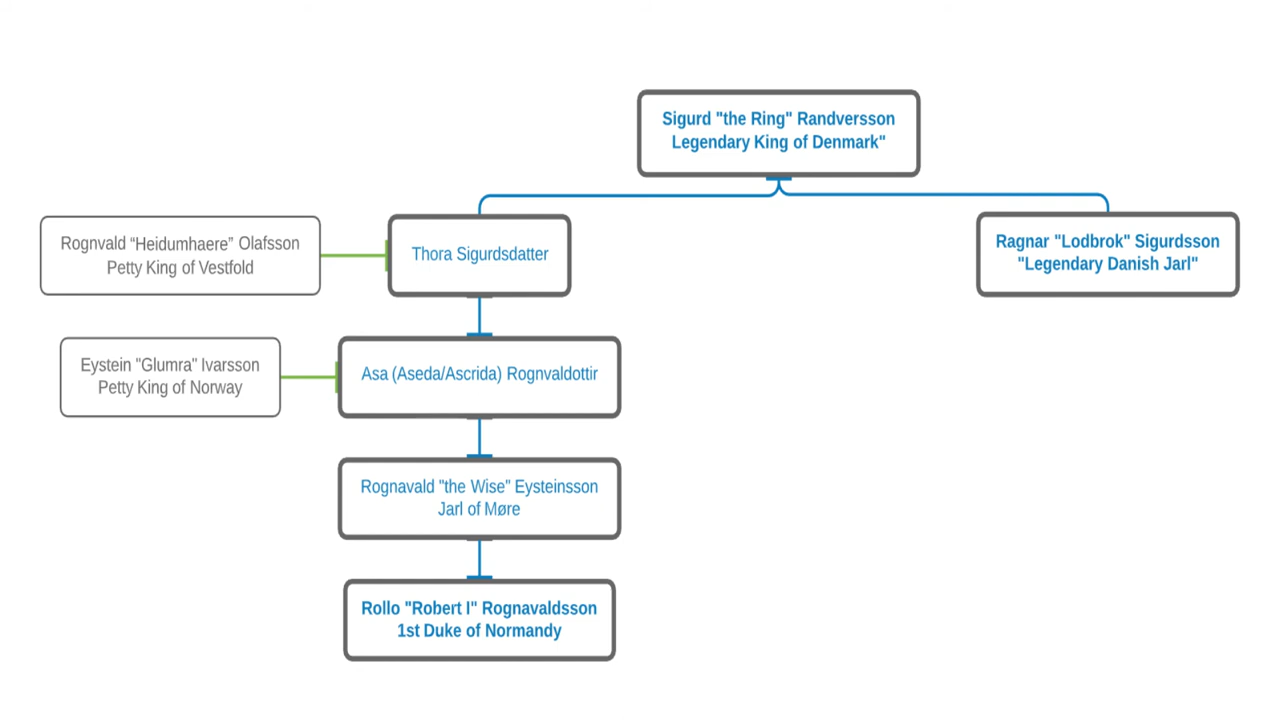 Sigurd "the Ring" Randversson
Legendary King of Denmark"
Rognvald “Heidumhaere” Olafsson
Petty King of Vestfold
Thora Sigurdsdatter
Ragnar "Lodbrok" Sigurdsson
"Legendary Danish Jarl"
Eystein "Glumra" Ivarsson
Petty King of Norway
Asa (Aseda/Ascrida) Rognvaldottir
Rognavald "the Wise" Eysteinsson
Jarl of Møre
Rollo "Robert I" Rognavaldsson
1st Duke of Normandy